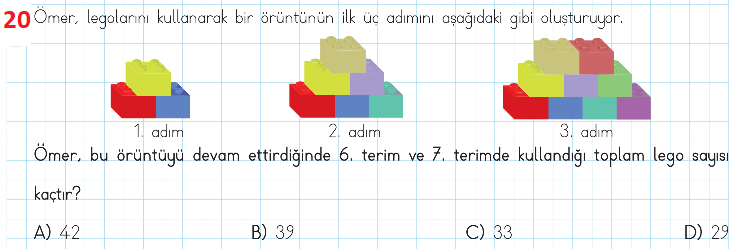 20 Ömer, legolarını kullanarak bir örüntünün ilk üç adımını aşağıdaki gibi oluşturuyor.
1. adım 2. adım 3. adım
Ömer, bu örüntüyü devam ettirdiğinde 6. terim ve 7. terimde kullandığı toplam lego sayısı
kaçtır?
A) 42 B) 39 C) 33 D) 29